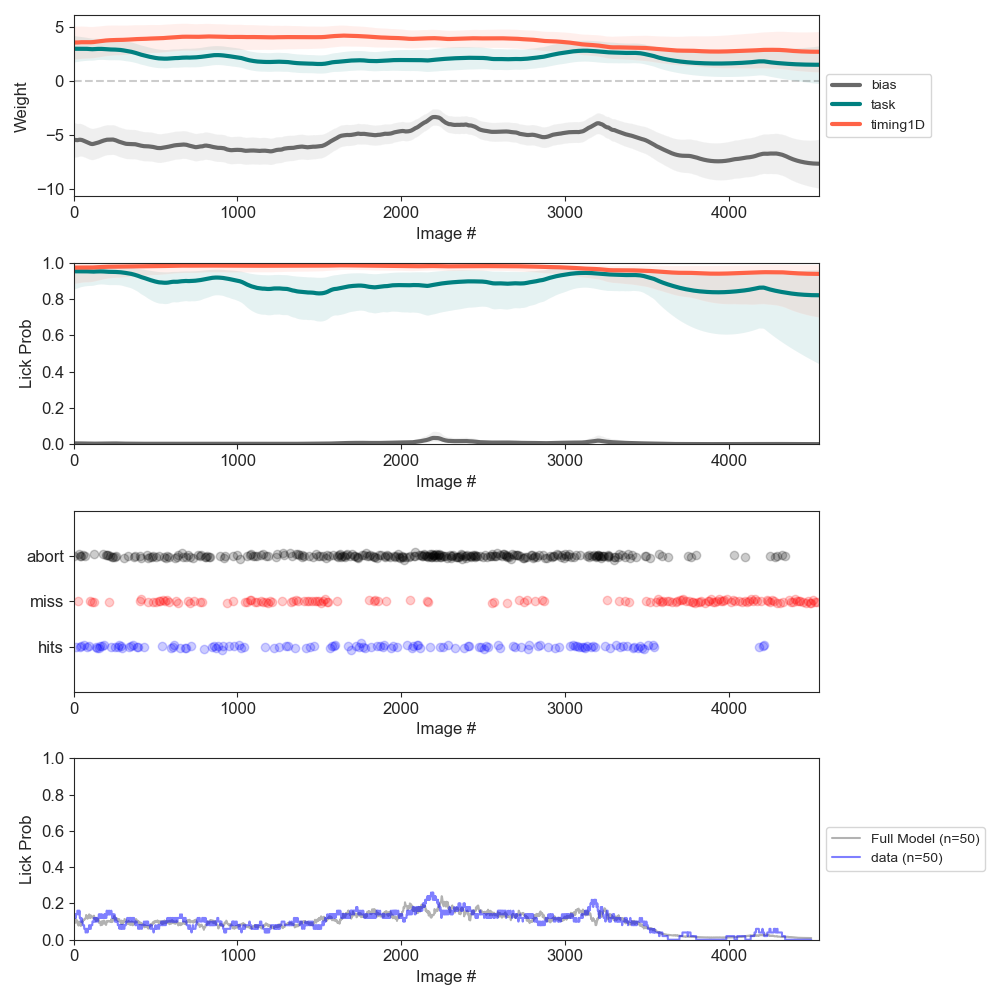 5
0
−5
−10
Weight
0 1000 2000 3000 4000
Image #
bias
task
timing1D
1.0
0.8
0.6
0.4
0.2
0.0
Lick Prob
0 1000 2000 3000 4000
Image #
abort
miss
hits
0 1000 2000 3000 4000
Image #
1.0
0.8
0.6
0.4
0.2
0.0
Lick Prob
0 1000 2000 3000 4000
Image #
Full Model (n=50)
data (n=50)